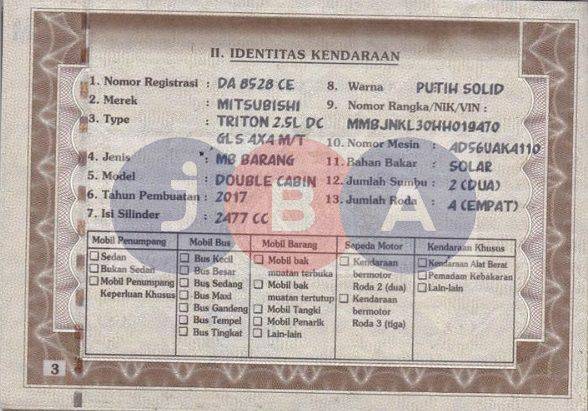 II. IDENTITAS KENDARAAN
1. Nomor Registrasi : DA 8528 CE
2. Merek : MITSUBISHI
3. Type : TRITON 2.5L DC
GLS 4X4 M/T
4. Jenis : MB BARANG
5. Model : DOUBLE CABIN
6. Tahun Pembuatan : 2017
7. Isi Silinder : 2477 CC
8. Warna PUTIH SOLID
9. Nomor Rangka/NIK/VIN :
MMBJNKL30HH019470
10. Nomor Mesin : AD56UAK4110
11. Bahan Bakar : SOLAR
12. Jumlah Sumbu : 2 (DUA)
13. Jumlah Roda 4 (EMPAT)
Mobil Penumpang
Sedan
Bukan Sedan
Mobil Penumpang
Keperluan Khusus
Mobil Bus
Bus Kecil
Bus Besar
Bus Sedang
Bus Maxi
Bus Gandeng
Bus Tempel
Bus Tingkat
Mobil Barang
Mobil bak
muatan terbuka
Mobil bak
muatan tertutup
Mobil Tangki
Mobil Penarik
Lain-lain
Sepeda Motor
Kendaraan
bermotor
Roda 2 (dua)
Kendaraan
bermotor
Roda 3 (tiga)
Kendaraan Khusus
Kendaraan Alat Berat
Pemadam Kebakaran
Lain-lain
3
JBA